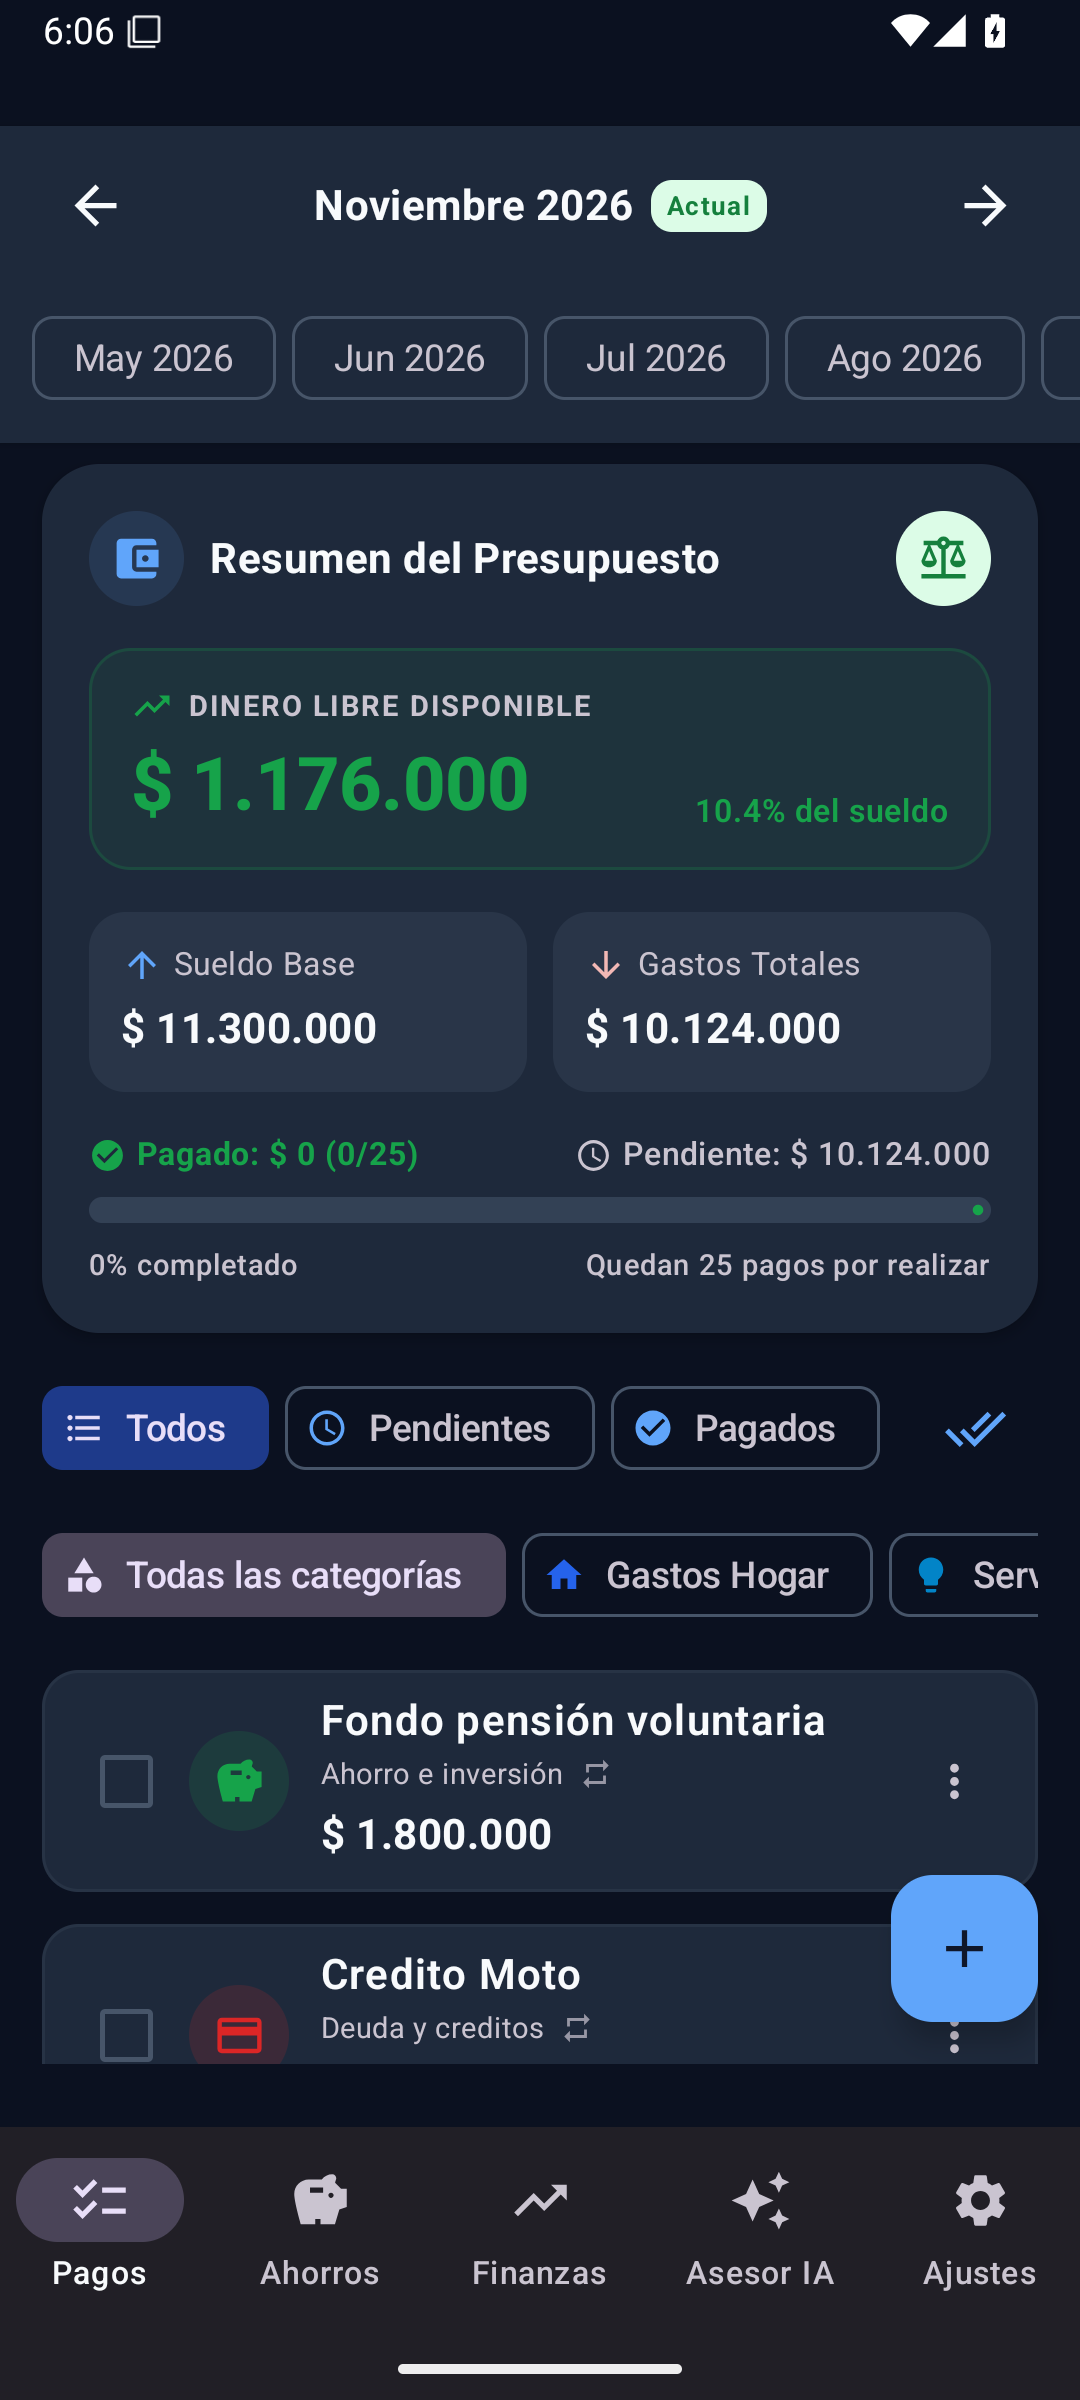 6:06
Noviembre 2026 Actual
May 2026 Jun 2026 Jul 2026 Ago 2026
Resumen del Presupuesto
DINERO LIBRE DISPONIBLE
$ 1.176.000
10.4% del sueldo
Sueldo Base Gastos Totales
$ 11.300.000 $ 10.124.000
Pagado: $ 0 (0/25) Pendiente: $ 10.124.000
0% completado Quedan 25 pagos por realizar
Todos Pendientes Pagados
Todas las categorías Gastos Hogar Serv
Fondo pensión voluntaria
Ahorro e inversión
$ 1.800.000
Credito Moto
Deuda y creditos
Pagos Ahorros Finanzas Asesor IA Ajustes